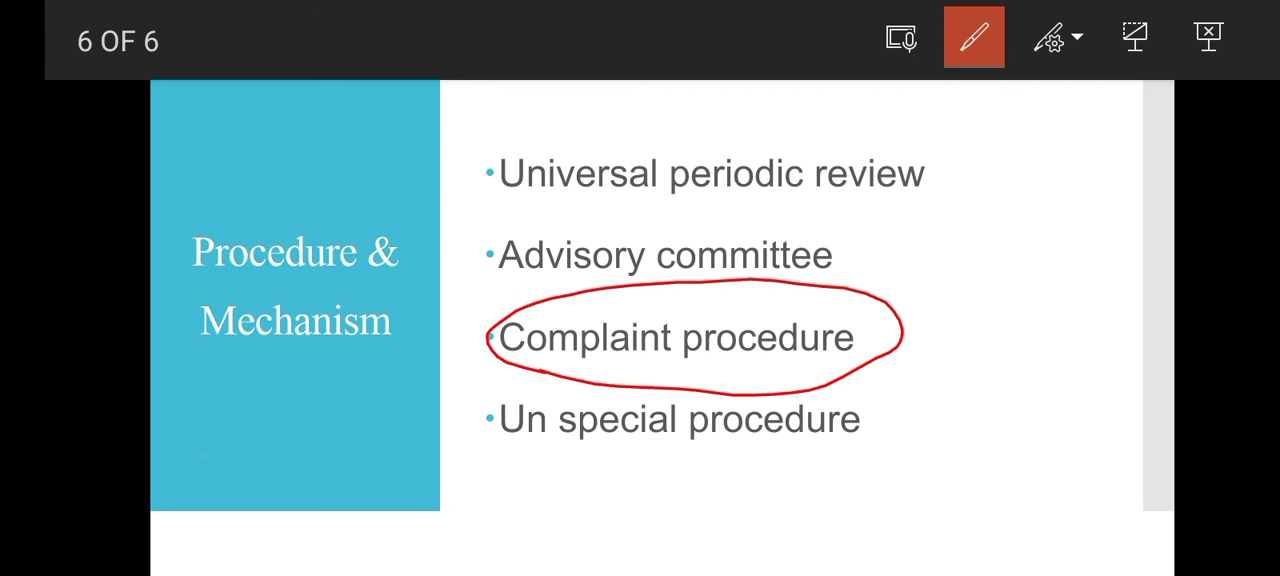 6 OF 6
Procedure &
Mechanism
•Universal periodic review
•Advisory committee
•Complaint procedure
•Un special procedure